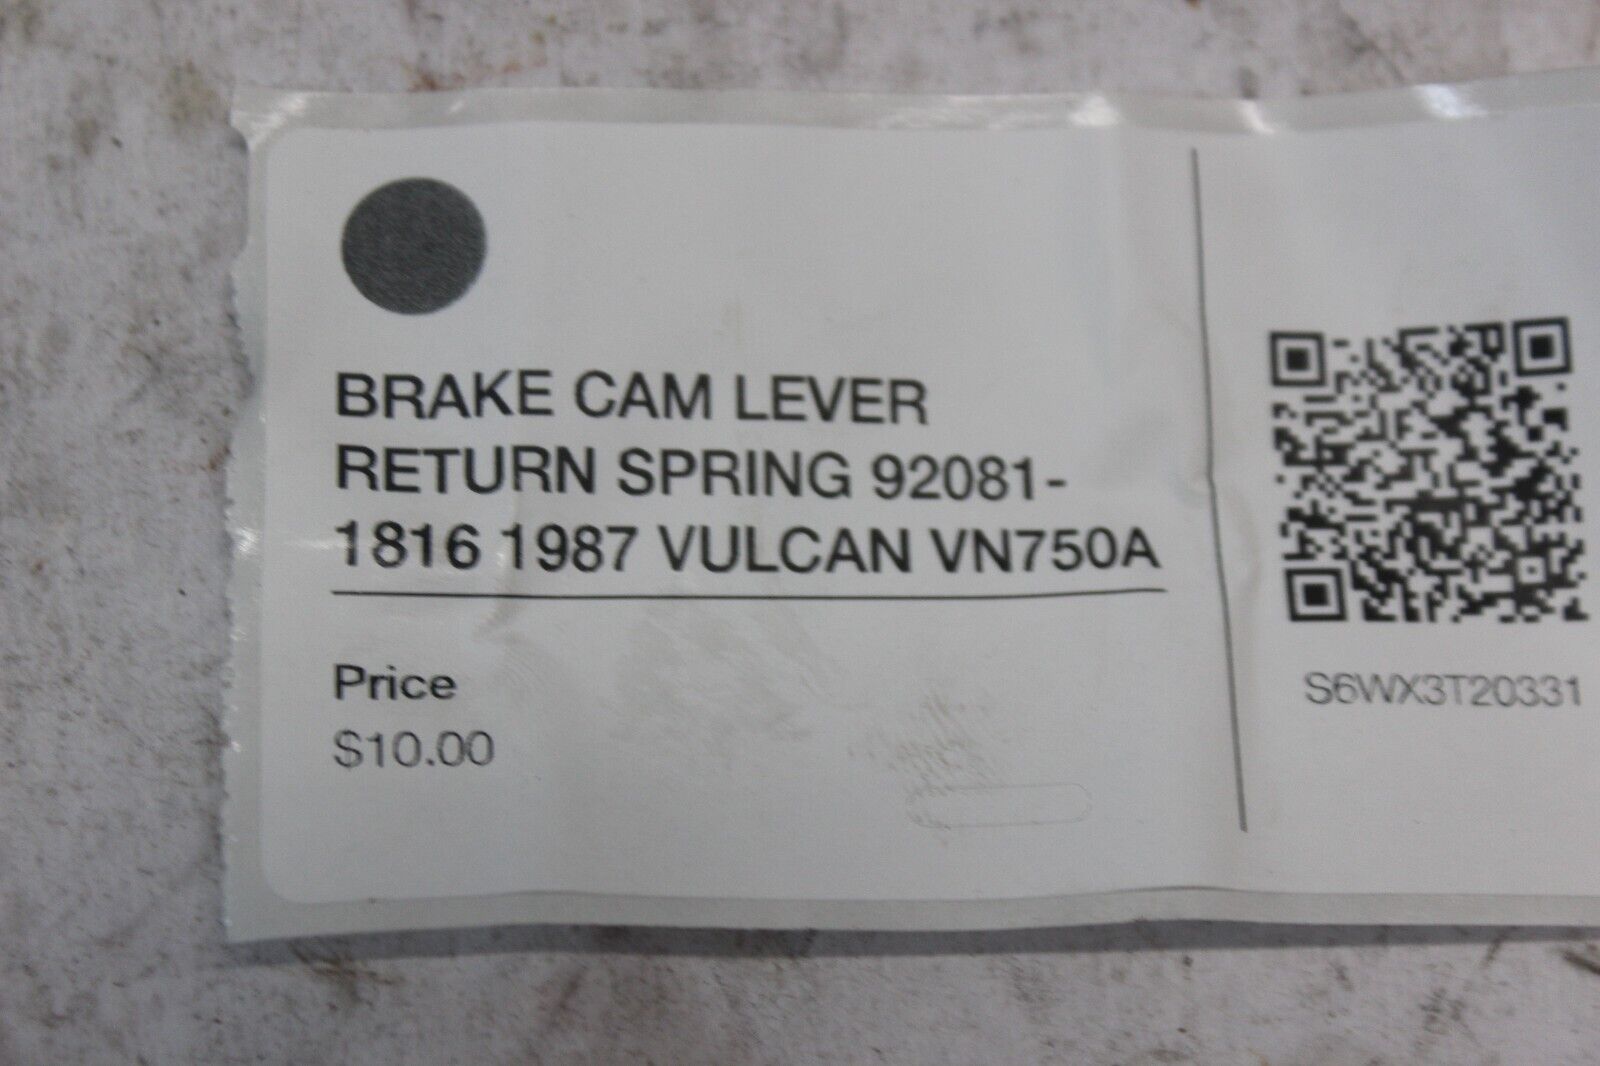 BRAKE CAM LEVER
RETURN SPRING 92081-
1816 1987 VULCAN VN750A
Price
$10.00
S6WX3T20331